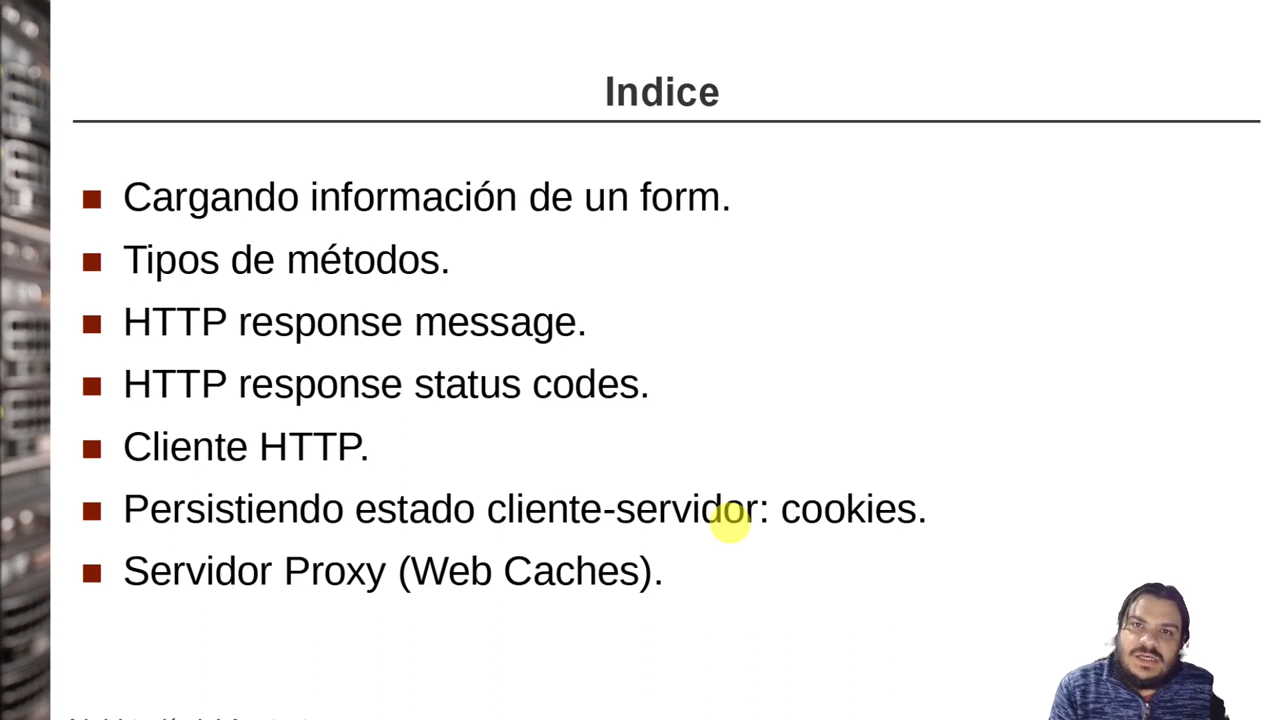 Indice
Cargando información de un form.
Tipos de métodos.
HTTP response message.
HTTP response status codes.
Cliente HTTP.
Persistiendo estado cliente-servidor: cookies.
Servidor Proxy (Web Caches).